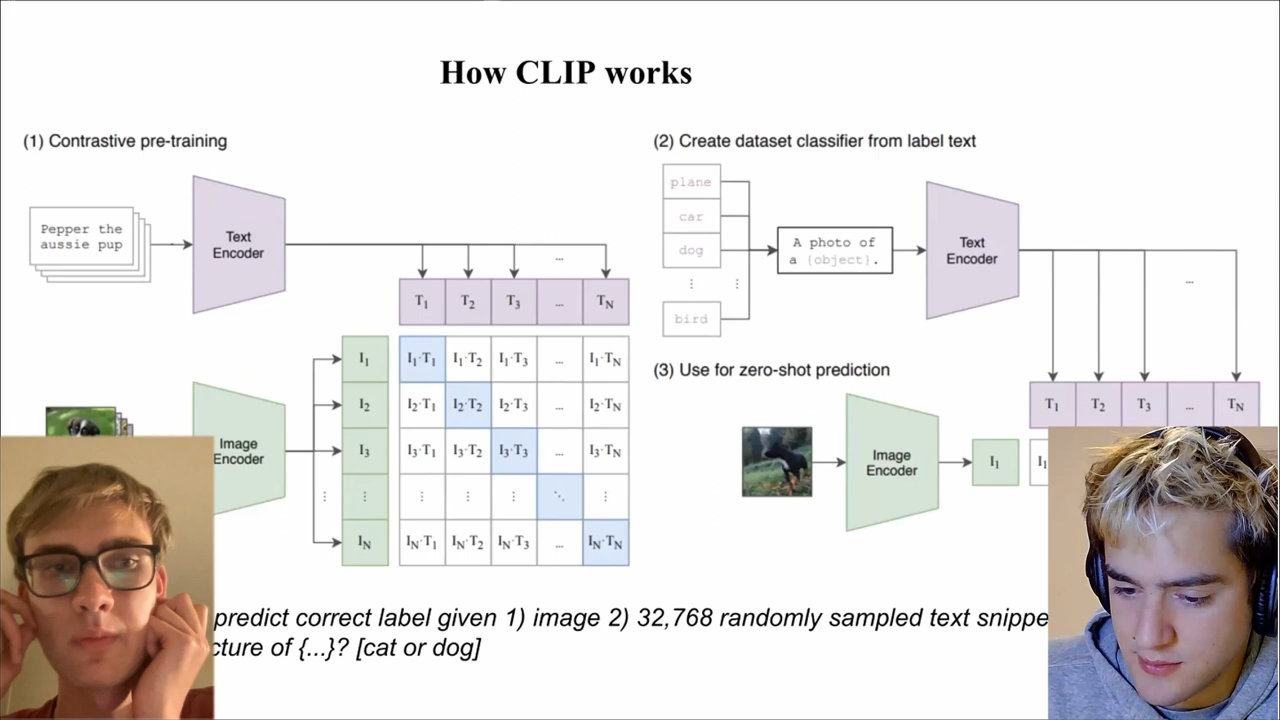 How CLIP works
(1) Contrastive pre-training
Pepper the
aussie pup
Text
Encoder
...
T1 T2 T3 ... TN
Image
Encoder
I1 I1·T1 I1·T2 I1·T3 ... I1·TN
I2 I2·T1 I2·T2 I2·T3 ... I2·TN
I3 I3·T1 I3·T2 I3·T3 ... I3·TN
⋮ ⋮ ⋮ ⋮ ⋮ ⋱ ⋮
IN IN·T1 IN·T2 IN·T3 ... IN·TN
(2) Create dataset classifier from label text
plane
car
dog
⋮ ⋮
bird
A photo of
a {object}.
Text
Encoder
...
(3) Use for zero-shot prediction
T1 T2 T3 ... TN
Image
Encoder
I1
predict correct label given 1) image 2) 32,768 randomly sampled text snippe
cture of {...}? [cat or dog]